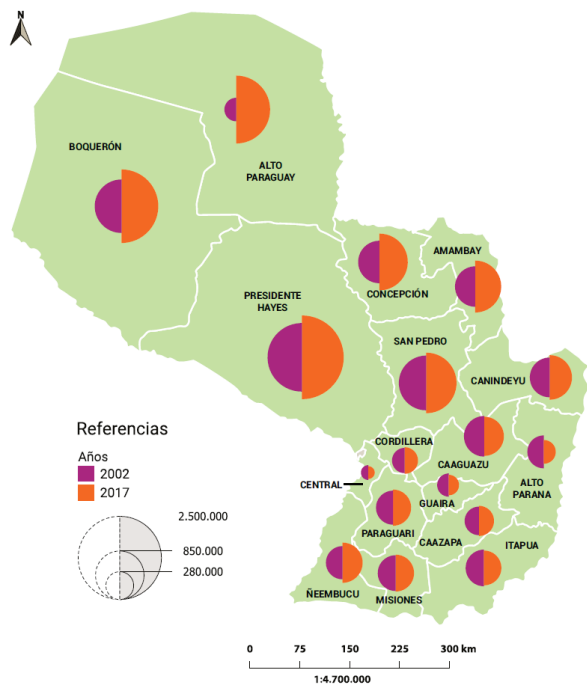 N
BOQUERÓN
ALTO
PARAGUAY
AMAMBAY
CONCEPCIÓN
PRESIDENTE
HAYES
SAN PEDRO
CANINDEYU
CORDILLERA
CAAGUAZU
CENTRAL
ALTO
PARANA
GUAIRA
PARAGUARI
CAAZAPA
ITAPUA
ÑEEMBUCU
MISIONES
Referencias
Años
2002
2017
2.500.000
850.000
280.000
0 75 150 225 300 km
1:4.700.000